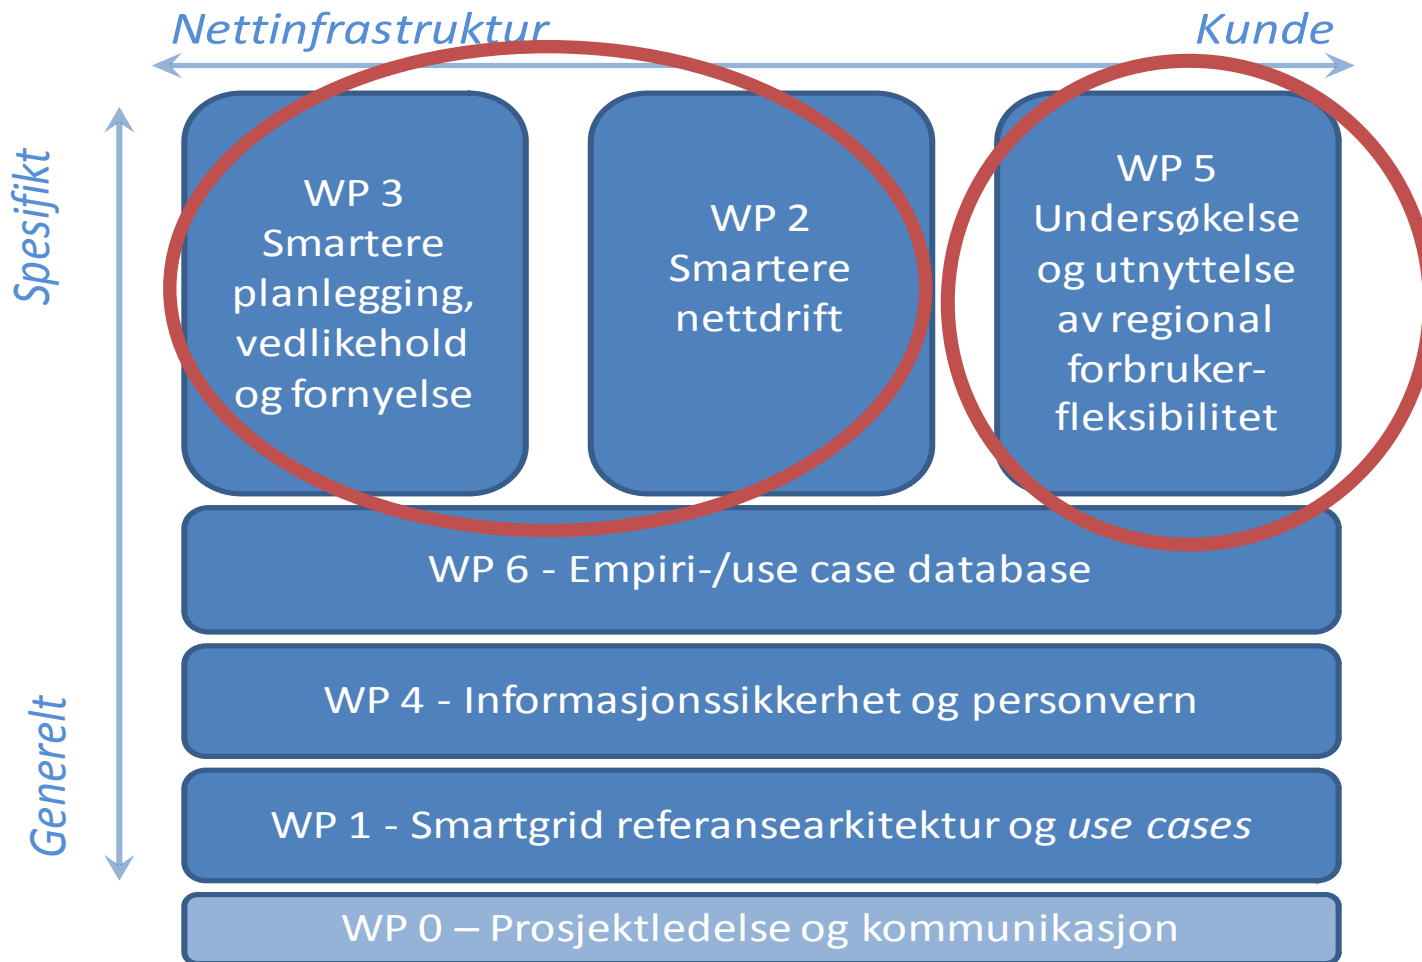 Nettinfrastruktur
Kunde
Spesifikt
Generelt
WP 3
Smartere
planlegging,
vedlikehold
og fornyelse
WP 2
Smartere
nettdrift
WP 5
Undersøkelse
og utnyttelse
av regional
forbruker-
fleksibilitet
WP 6 - Empiri-/use case database
WP 4 - Informasjonssikkerhet og personvern
WP 1 - Smartgrid referansearkitektur og use cases
WP 0 – Prosjektledelse og kommunikasjon